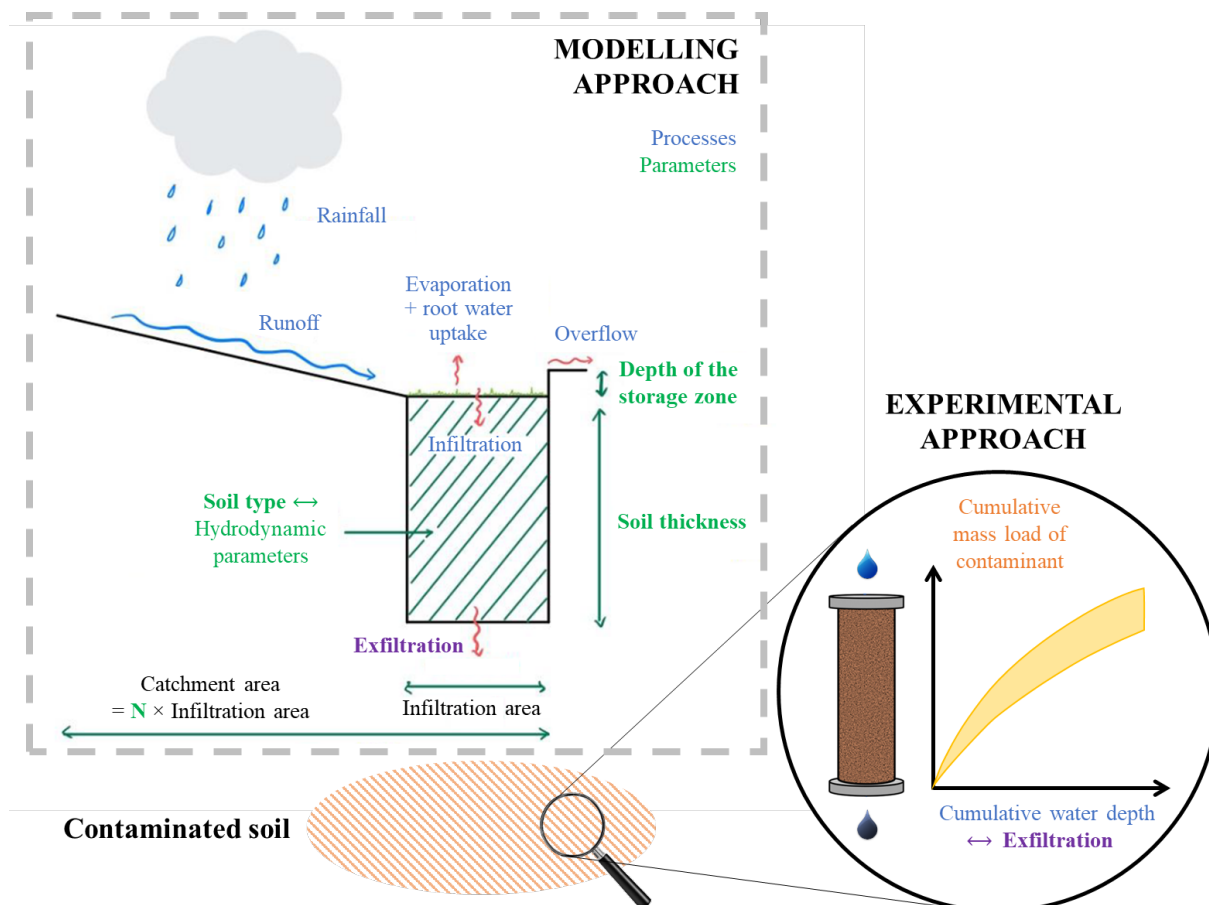 MODELLING
APPROACH
Processes
Parameters
Rainfall
Evaporation
+ root water
uptake
Runoff
Overflow
Depth of the
storage zone
Infiltration
Soil type ↔
Hydrodynamic
parameters
Soil thickness
Exfiltration
Catchment area
= N × Infiltration area
Infiltration area
Contaminated soil
EXPERIMENTAL
APPROACH
Cumulative
mass load of
contaminant
Cumulative water depth
↔ Exfiltration